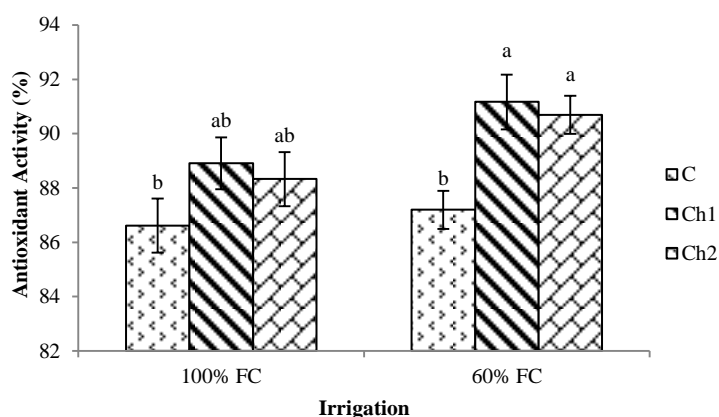 Antioxidant Activity (%)
94
92
90
88
86
84
82
b
ab
ab
b
a
a
100% FC
60% FC
Irrigation
C
Ch1
Ch2